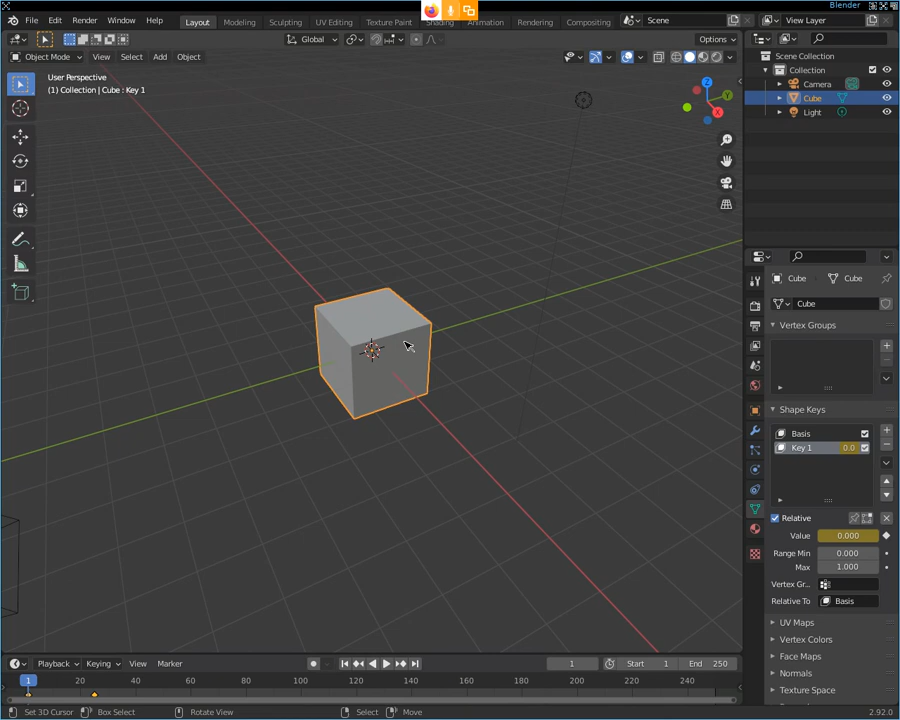 Blender
File Edit Render Window Help Layout Modeling Sculpting UV Editing Texture Paint Shading Animation Rendering Compositing Scene View Layer
Global Options
Object Mode View Select Add Object
User Perspective
(1) Collection | Cube : Key 1
Scene Collection
Collection
Camera
Cube
Light
Cube Cube
Cube
Vertex Groups
Shape Keys
Basis
Key 1 0.0
Relative
Value 0.000
Range Min 0.000
Max 1.000
Vertex Gr...
Relative To Basis
UV Maps
Vertex Colors
Face Maps
Normals
Texture Space
Playback Keying View Marker 1 Start 1 End 250
1 20 40 60 80 100 120 140 160 180 200 220 240
Set 3D Cursor Box Select Rotate View Select Move 2.92.0